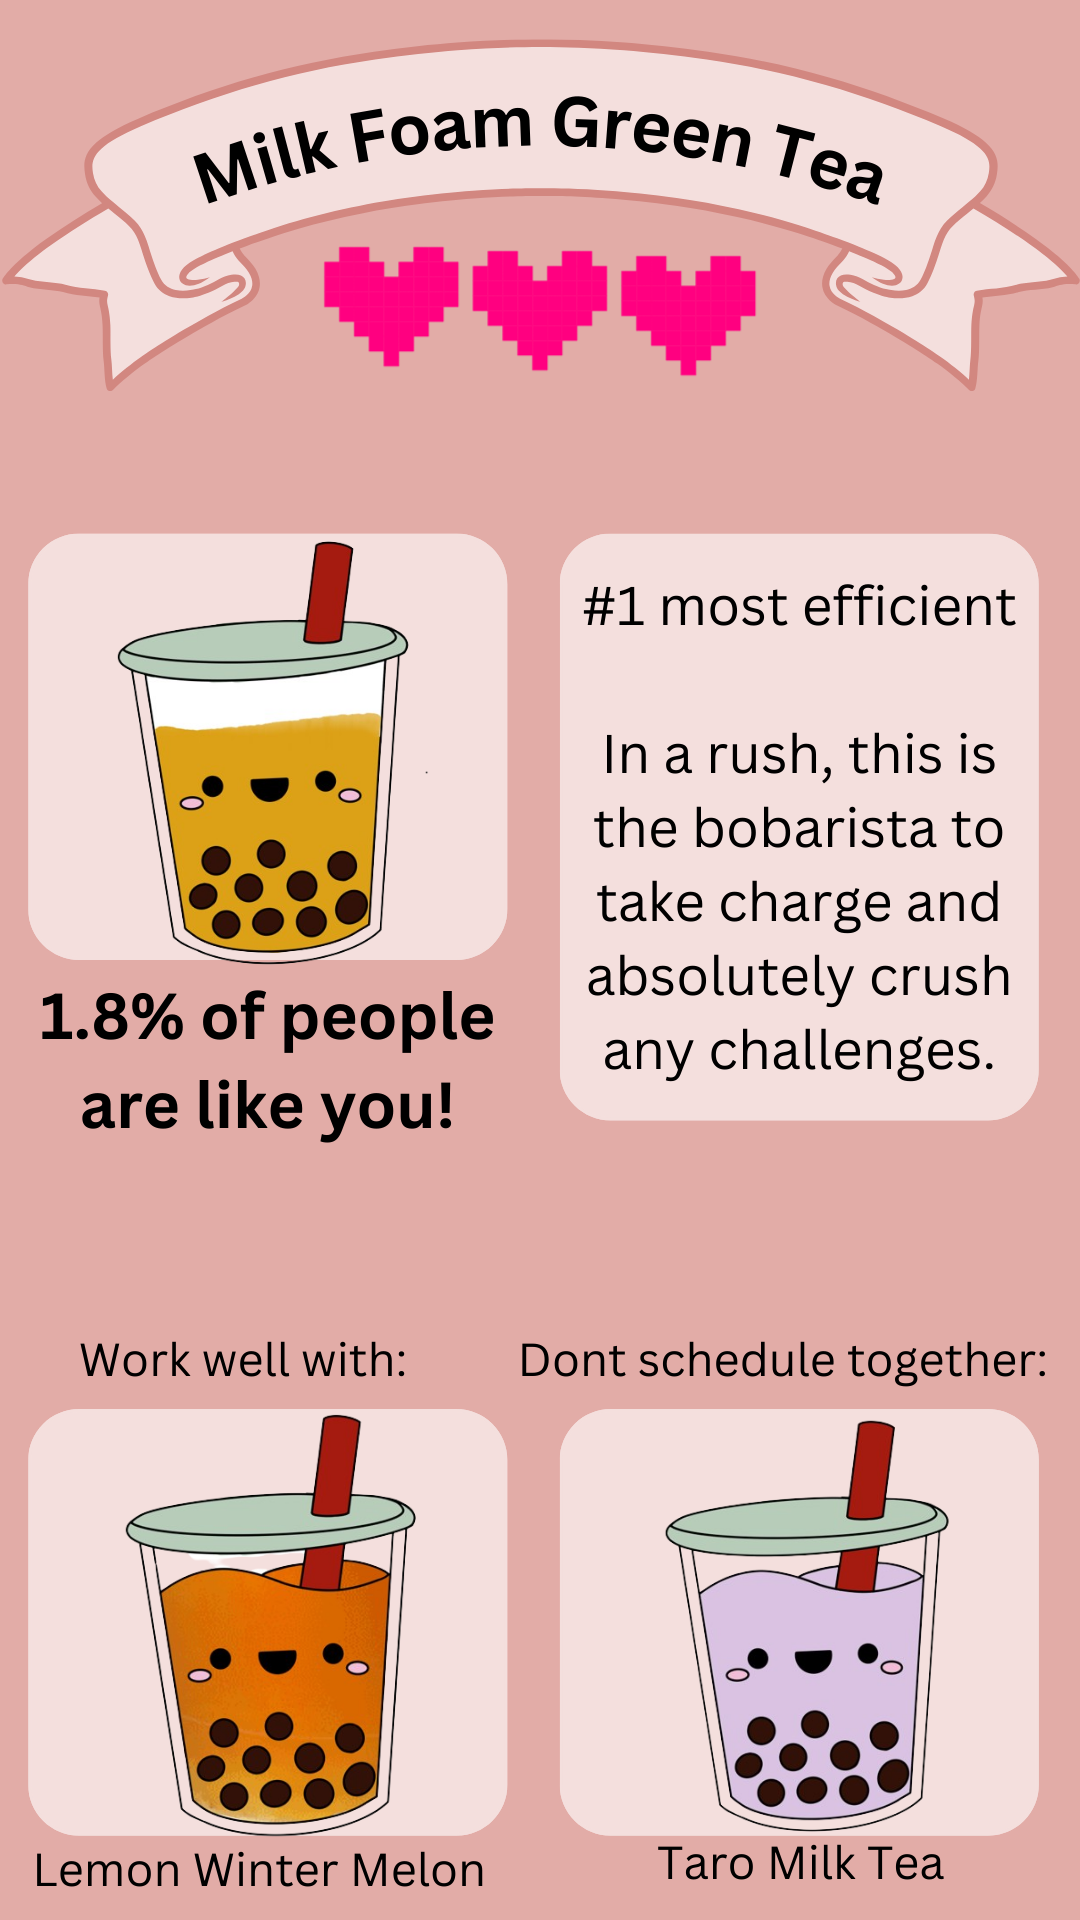 Milk Foam Green Tea
#1 most efficient
In a rush, this is
the bobarista to
take charge and
absolutely crush
any challenges.
1.8% of people
are like you!
Work well with:
Dont schedule together:
Lemon Winter Melon
Taro Milk Tea